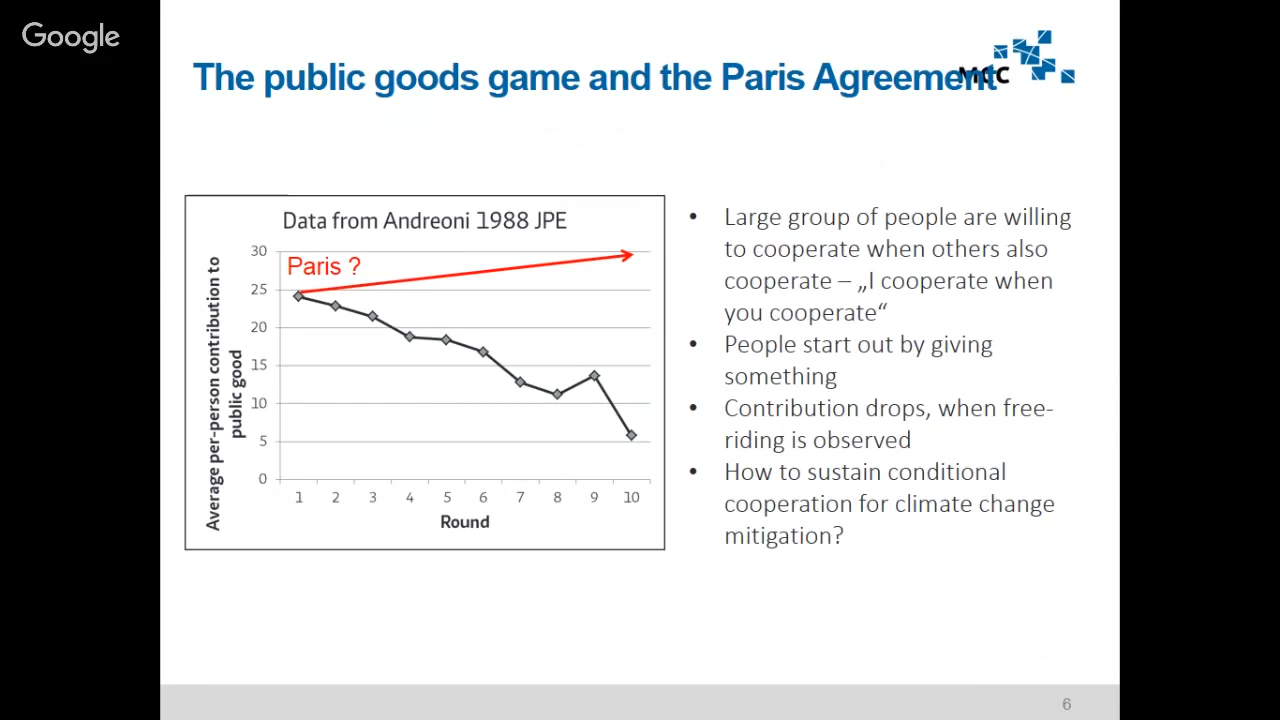 Google
The public goods game and the Paris Agreement
MCC
Data from Andreoni 1988 JPE
Paris ?
30
25
20
15
10
5
0
Average per-person contribution to
public good
1 2 3 4 5 6 7 8 9 10
Round
• Large group of people are willing
to cooperate when others also
cooperate – „I cooperate when
you cooperate“
• People start out by giving
something
• Contribution drops, when free-
riding is observed
• How to sustain conditional
cooperation for climate change
mitigation?
6